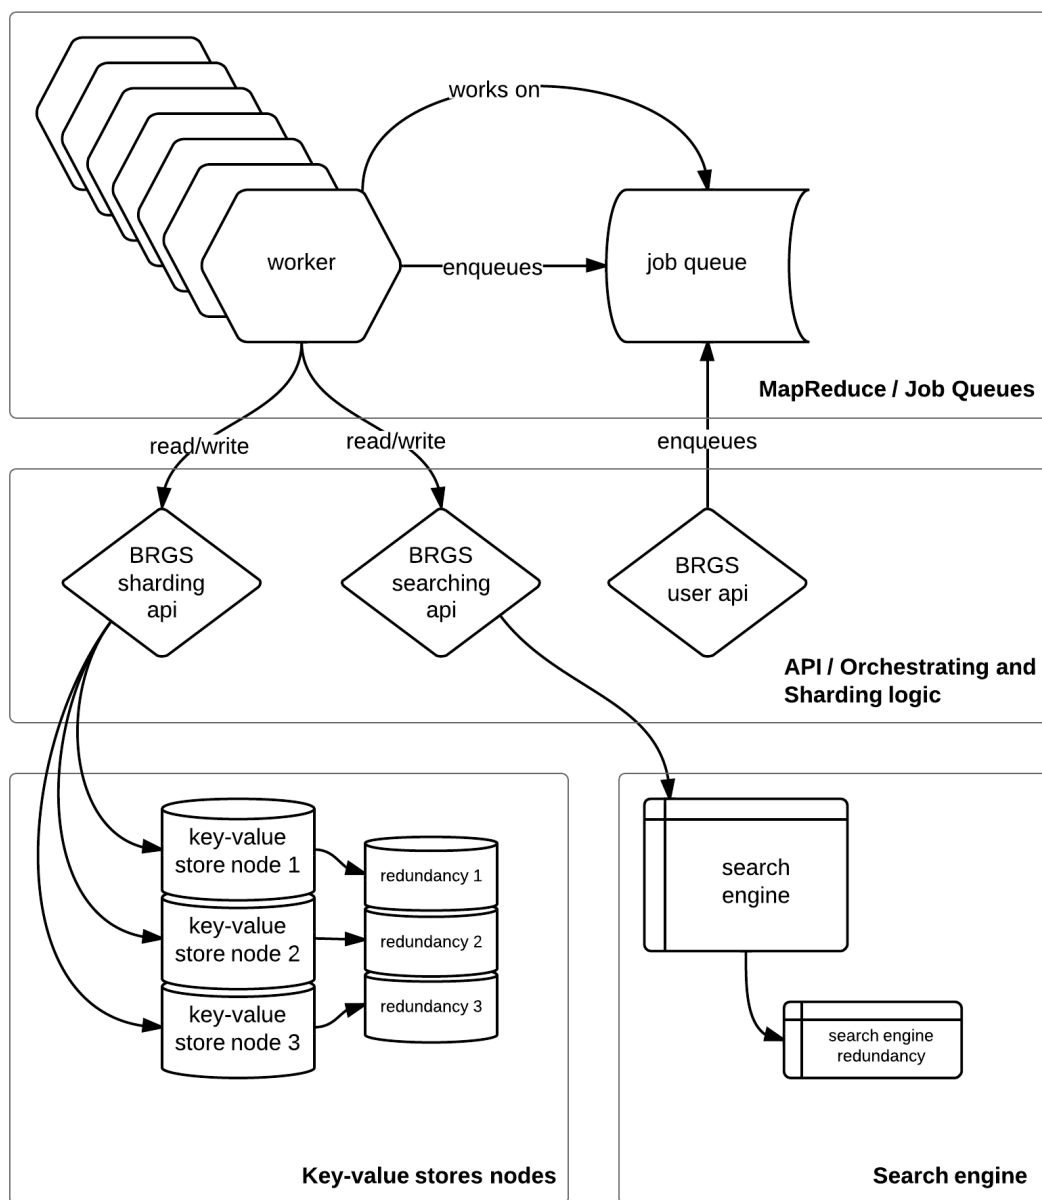 works on
worker
enqueues
job queue
MapReduce / Job Queues
read/write
read/write
enqueues
BRGS
sharding
api
BRGS
searching
api
BRGS
user api
API / Orchestrating and
Sharding logic
key-value
store node 1
redundancy 1
key-value
store node 2
redundancy 2
key-value
store node 3
redundancy 3
Key-value stores nodes
search
engine
search engine
redundancy
Search engine